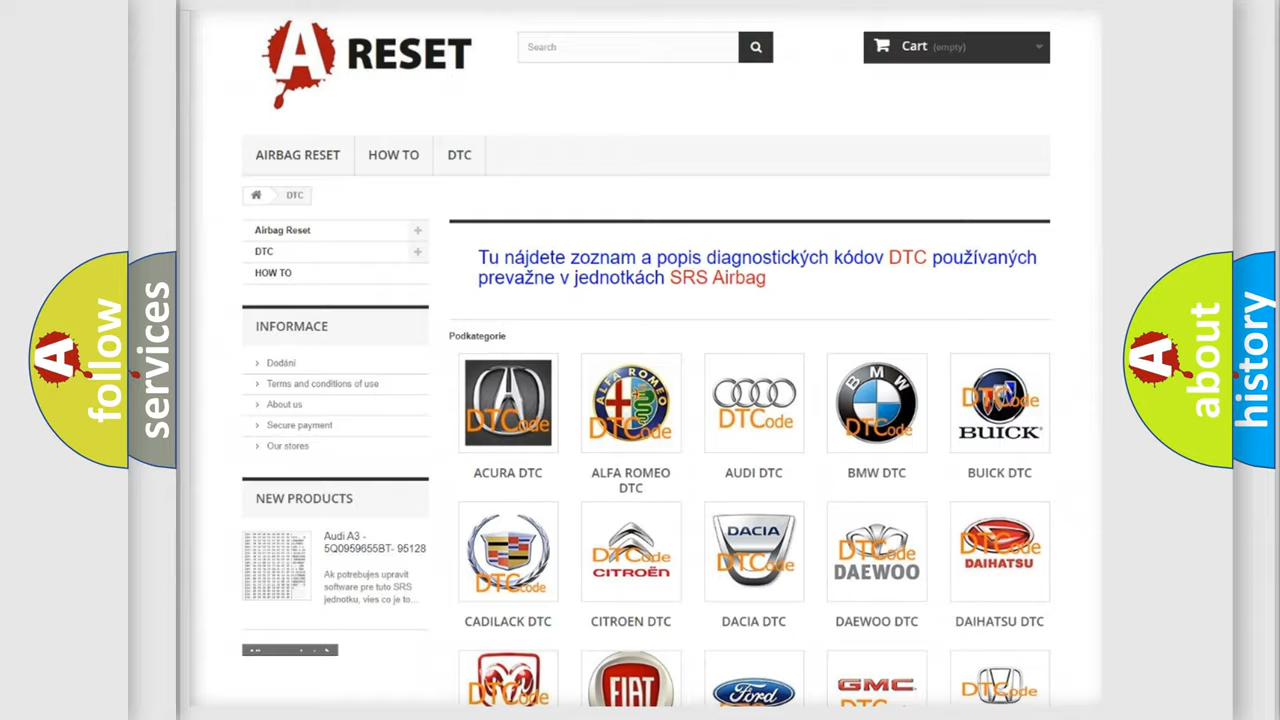 A RESET
Search
Cart (empty)
AIRBAG RESET
HOW TO
DTC
DTC
Airbag Reset
DTC
HOW TO
INFORMACE
Dodání
Terms and conditions of use
About us
Secure payment
Our stores
NEW PRODUCTS
Audi A3 -
5Q0959655BT- 95128
Ak potrebujes upravit
software pre tuto SRS
jednotku, vies co je to...
Tu nájdete zoznam a popis diagnostických kódov DTC používaných
prevažne v jednotkách SRS Airbag
Podkategorie
DTCode
ALFA ROMEO
DTCode
DTCode
BMW
DTCode
DTCode
BUICK
ACURA DTC
ALFA ROMEO
DTC
AUDI DTC
BMW DTC
BUICK DTC
DTCode
DTCode
CITROËN
DACIA
DTCode
DTCode
DAEWOO
DTCode
DAIHATSU
CADILACK DTC
CITROEN DTC
DACIA DTC
DAEWOO DTC
DAIHATSU DTC
DTCode
FIAT
Ford
GMC
DTCode
A follow
services
A about
history